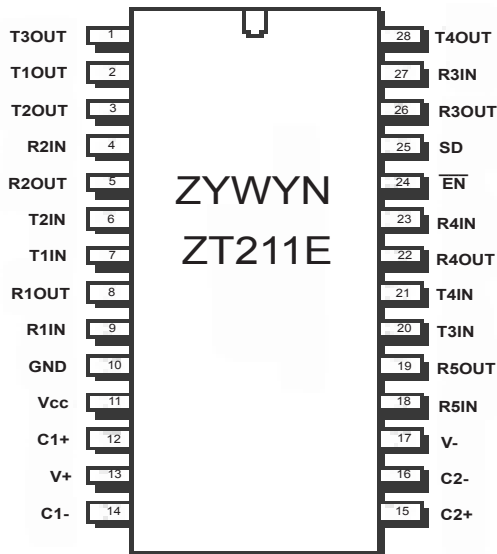 T3OUT 1 28 T4OUT
T1OUT 2 27 R3IN
T2OUT 3 26 R3OUT
R2IN 4 25 SD
R2OUT 5 24 EN
T2IN 6 23 R4IN
T1IN 7 22 R4OUT
R1OUT 8 21 T4IN
R1IN 9 20 T3IN
GND 10 19 R5OUT
Vcc 11 18 R5IN
C1+ 12 17 V-
V+ 13 16 C2-
C1- 14 15 C2+
ZYWYN
ZT211E